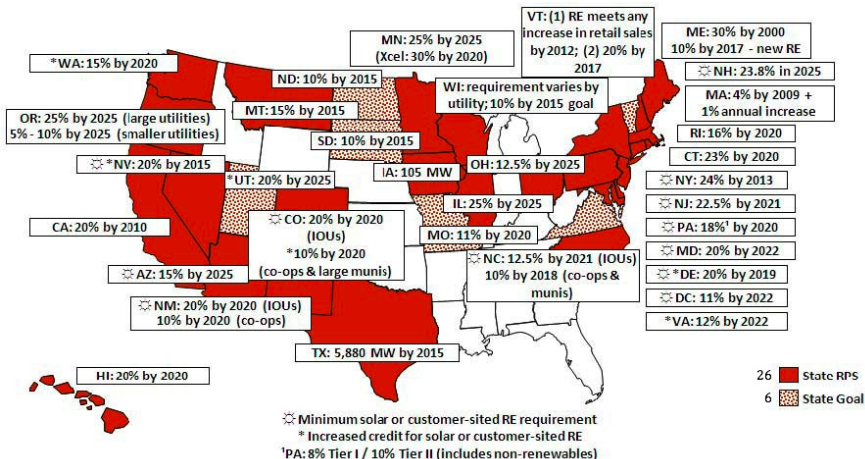 *WA: 15% by 2020
OR: 25% by 2025 (large utilities)
5% - 10% by 2025 (smaller utilities)
☼ *NV: 20% by 2015
CA: 20% by 2010
☼ AZ: 15% by 2025
☼ NM: 20% by 2020 (IOUs)
10% by 2020 (co-ops)
HI: 20% by 2020
ND: 10% by 2015
MT: 15% by 2015
SD: 10% by 2015
*UT: 20% by 2025
☼ CO: 20% by 2020
(IOUs)
*10% by 2020
(co-ops & large munis)
TX: 5,880 MW by 2015
MN: 25% by 2025
(Xcel: 30% by 2020)
WI: requirement varies by
utility; 10% by 2015 goal
IA: 105 MW
OH: 12.5% by 2025
IL: 25% by 2025
MO: 11% by 2020
☼ NC: 12.5% by 2021 (IOUs)
10% by 2018 (co-ops &
munis)
VT: (1) RE meets any
increase in retail sales
by 2012; (2) 20% by
2017
ME: 30% by 2000
10% by 2017 - new RE
☼ NH: 23.8% in 2025
MA: 4% by 2009 +
1% annual increase
RI: 16% by 2020
CT: 23% by 2020
☼ NY: 24% by 2013
☼ NJ: 22.5% by 2021
☼ PA: 18%¹ by 2020
☼ MD: 20% by 2022
☼ *DE: 20% by 2019
☼ DC: 11% by 2022
*VA: 12% by 2022
26 State RPS
6 State Goal
☼ Minimum solar or customer-sited RE requirement
* Increased credit for solar or customer-sited RE
¹PA: 8% Tier I / 10% Tier II (includes non-renewables)